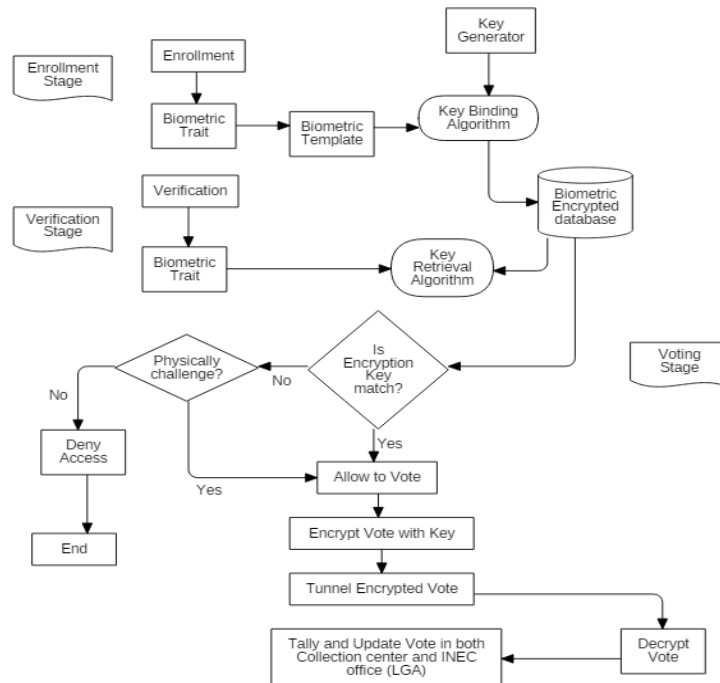 Key
Generator
Enrollment
Enrollment
Stage
Biometric
Trait
Biometric
Template
Key Binding
Algorithm
Verification
Biometric
Encrypted
database
Verification
Stage
Biometric
Trait
Key
Retrieval
Algorithm
Physically
challenge?
Is
Encryption
Key
match?
Voting
Stage
No
No
Deny
Access
Yes
Allow to Vote
Yes
End
Encrypt Vote with Key
Tunnel Encrypted Vote
Tally and Update Vote in both
Collection center and INEC
office (LGA)
Decrypt
Vote